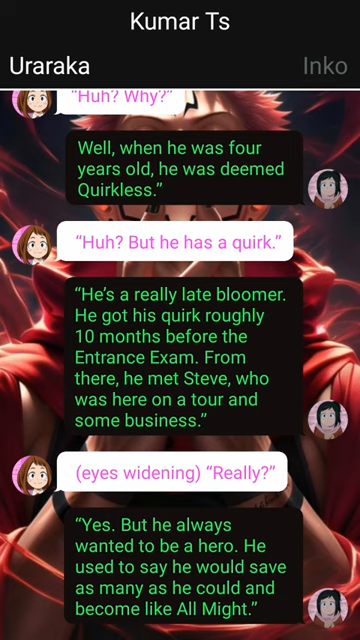 Kumar Ts
Uraraka
Inko
"Huh? Why?"
Well, when he was four
years old, he was deemed
Quirkless.”
“Huh? But he has a quirk.”
“He’s a really late bloomer.
He got his quirk roughly
10 months before the
Entrance Exam. From
there, he met Steve, who
was here on a tour and
some business.”
(eyes widening) “Really?”
“Yes. But he always
wanted to be a hero. He
used to say he would save
as many as he could and
become like All Might.”